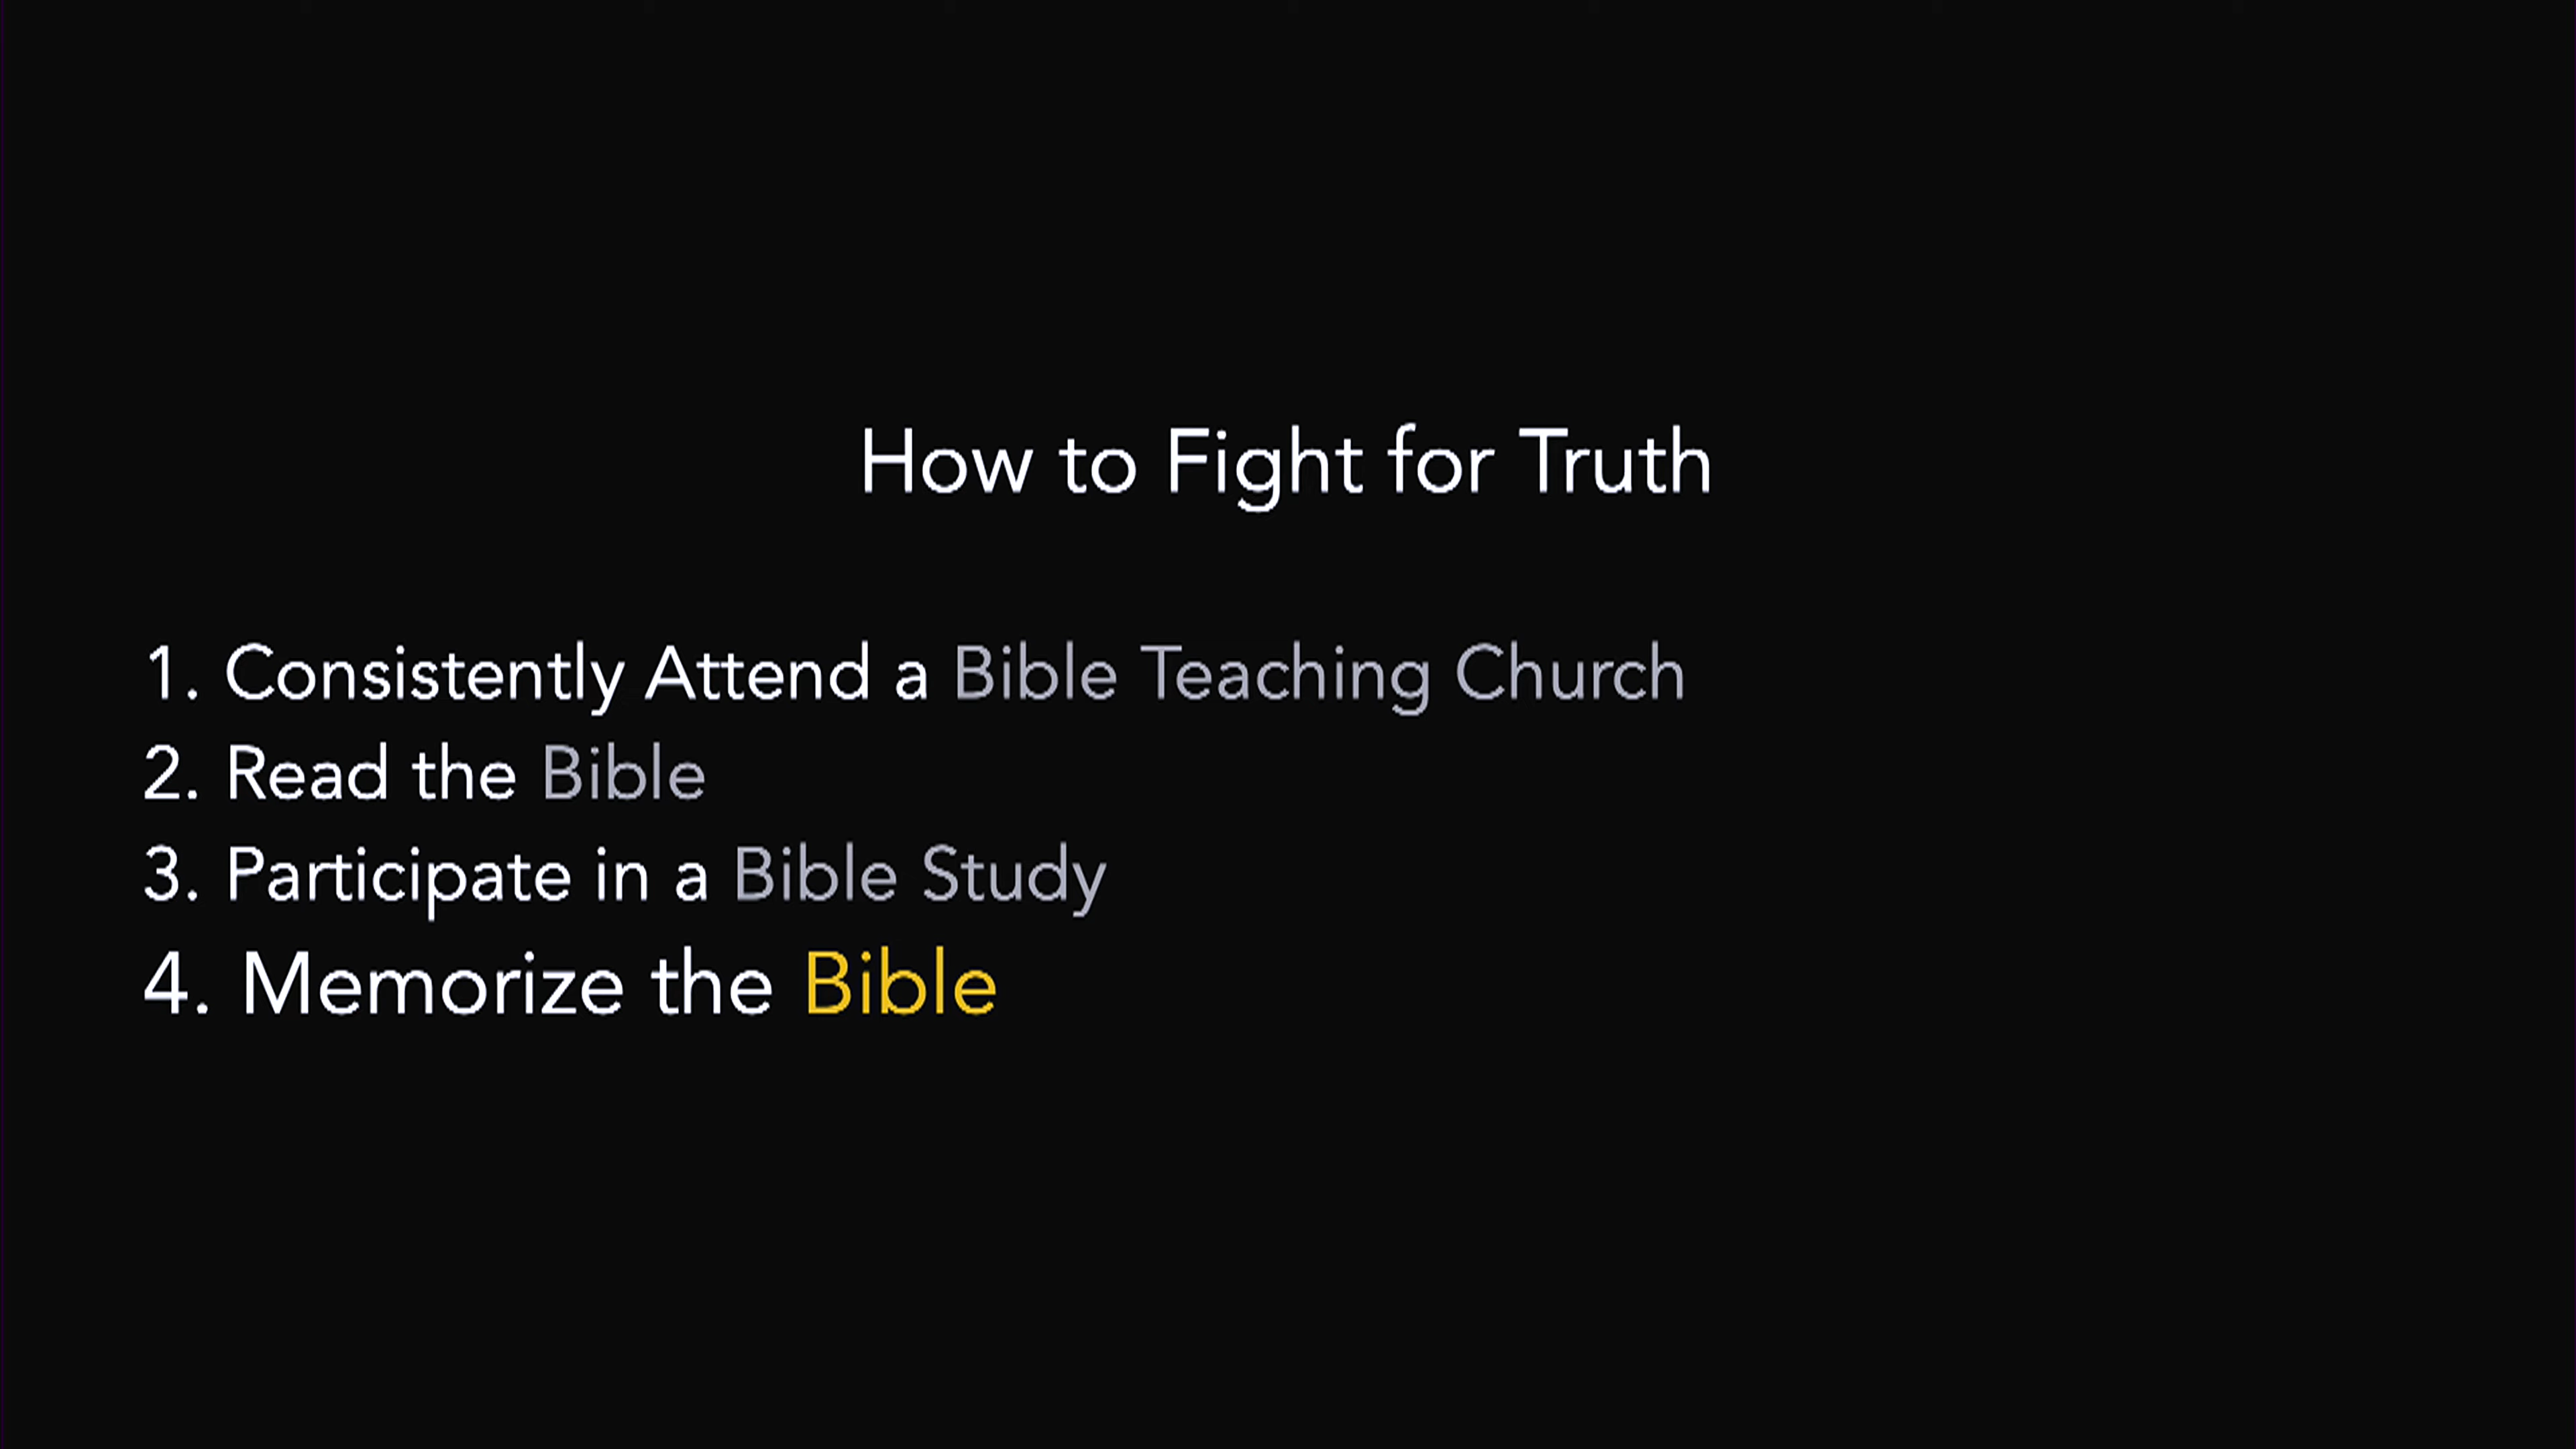 How to Fight for Truth
1. Consistently Attend a Bible Teaching Church
2. Read the Bible
3. Participate in a Bible Study
4. Memorize the Bible